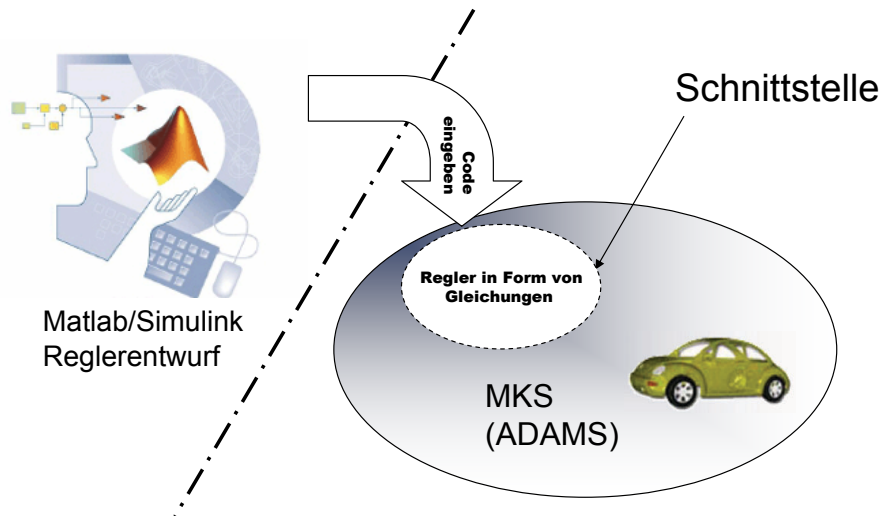 Schnittstelle
Code
eingeben
Regler in Form von
Gleichungen
Matlab/Simulink
Reglerentwurf
MKS
(ADAMS)